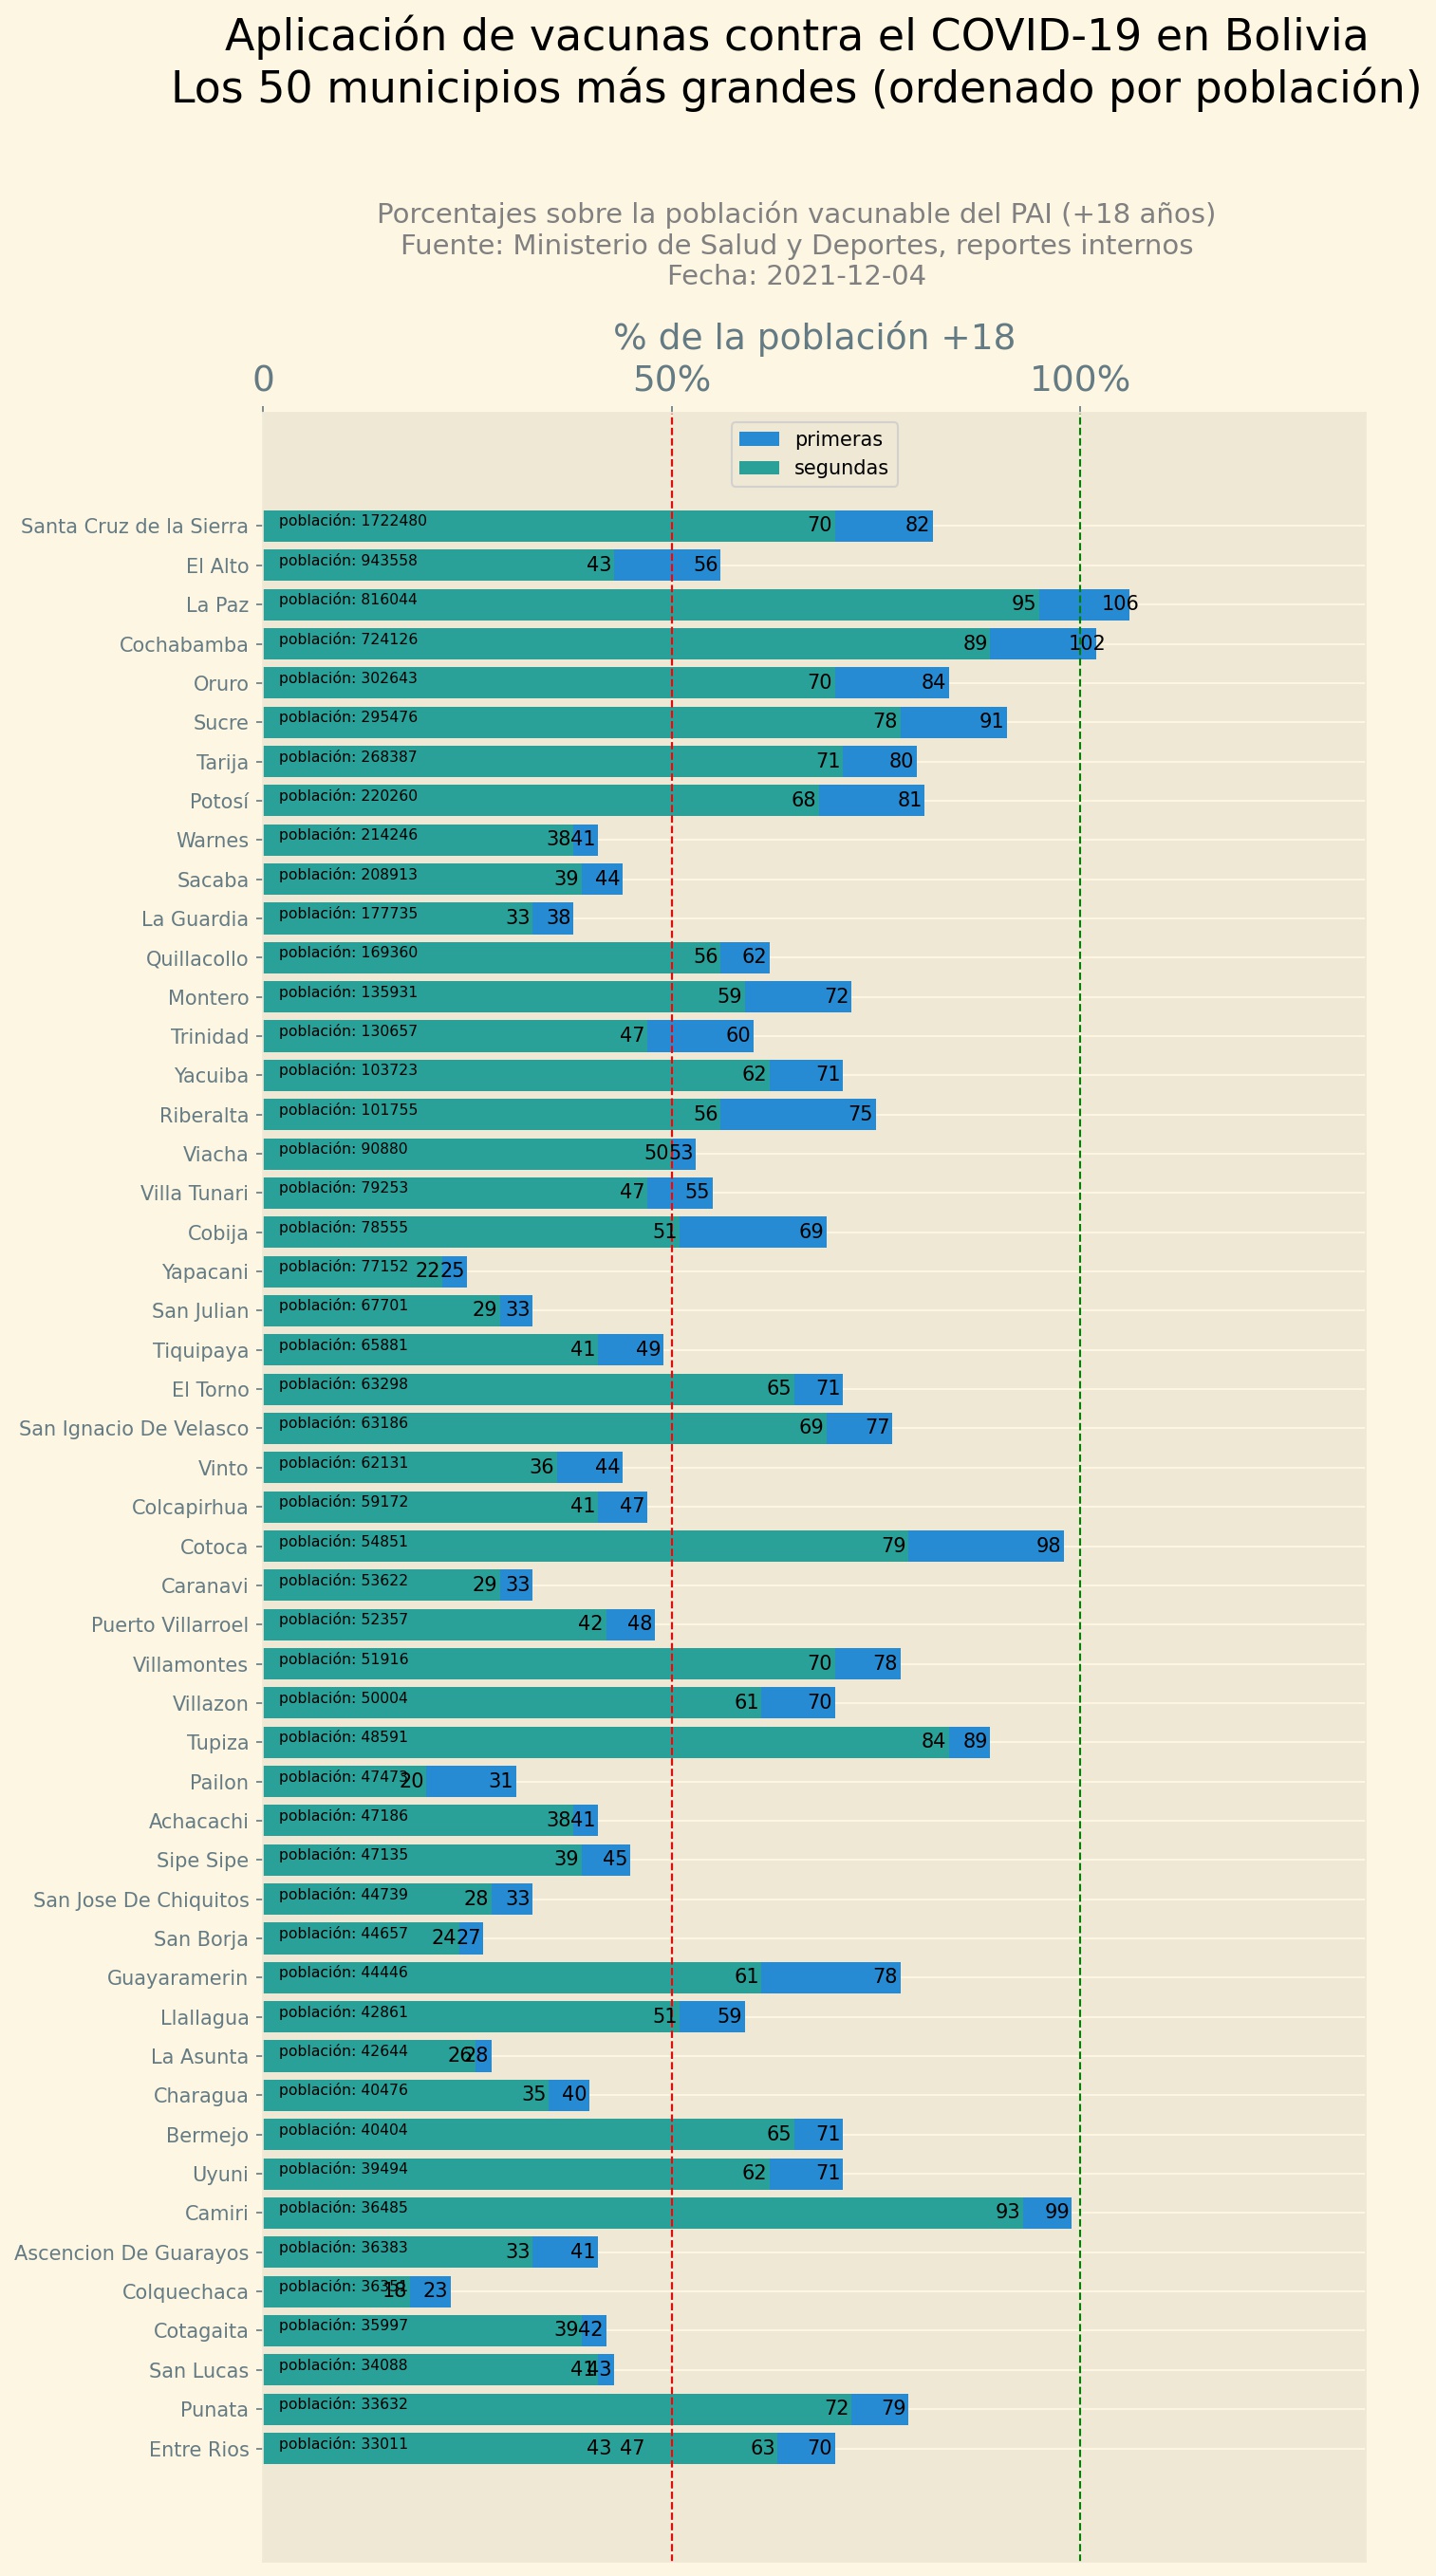 Aplicación de vacunas contra el COVID-19 en Bolivia
Los 50 municipios más grandes (ordenado por población)
Porcentajes sobre la población vacunable del PAI (+18 años)
Fuente: Ministerio de Salud y Deportes, reportes internos
Fecha: 2021-12-04
% de la población +18
0 50% 100%
primeras
segundas
Santa Cruz de la Sierra población: 1722480 70 82
El Alto población: 943558 43 56
La Paz población: 816044 95 106
Cochabamba población: 724126 89 102
Oruro población: 302643 70 84
Sucre población: 295476 78 91
Tarija población: 268387 71 80
Potosí población: 220260 68 81
Warnes población: 214246 38 41
Sacaba población: 208913 39 44
La Guardia población: 177735 33 38
Quillacollo población: 169360 56 62
Montero población: 135931 59 72
Trinidad población: 130657 47 60
Yacuiba población: 103723 62 71
Riberalta población: 101755 56 75
Viacha población: 90880 50 53
Villa Tunari población: 79253 47 55
Cobija población: 78555 51 69
Yapacani población: 77152 22 25
San Julian población: 67701 29 33
Tiquipaya población: 65881 41 49
El Torno población: 63298 65 71
San Ignacio De Velasco población: 63186 69 77
Vinto población: 62131 36 44
Colcapirhua población: 59172 41 47
Cotoca población: 54851 79 98
Caranavi población: 53622 29 33
Puerto Villarroel población: 52357 42 48
Villamontes población: 51916 70 78
Villazon población: 50004 61 70
Tupiza población: 48591 84 89
Pailon población: 47473 20 31
Achacachi población: 47186 38 41
Sipe Sipe población: 47135 39 45
San Jose De Chiquitos población: 44739 28 33
San Borja población: 44657 24 27
Guayaramerin población: 44446 61 78
Llallagua población: 42861 51 59
La Asunta población: 42644 26 28
Charagua población: 40476 35 40
Bermejo población: 40404 65 71
Uyuni población: 39494 62 71
Camiri población: 36485 93 99
Ascencion De Guarayos población: 36383 33 41
Colquechaca población: 18 23
Cotagaita población: 35997 39 42
San Lucas población: 34088 41 43
Punata población: 33632 72 79
Entre Rios población: 33011 43 47 63 70